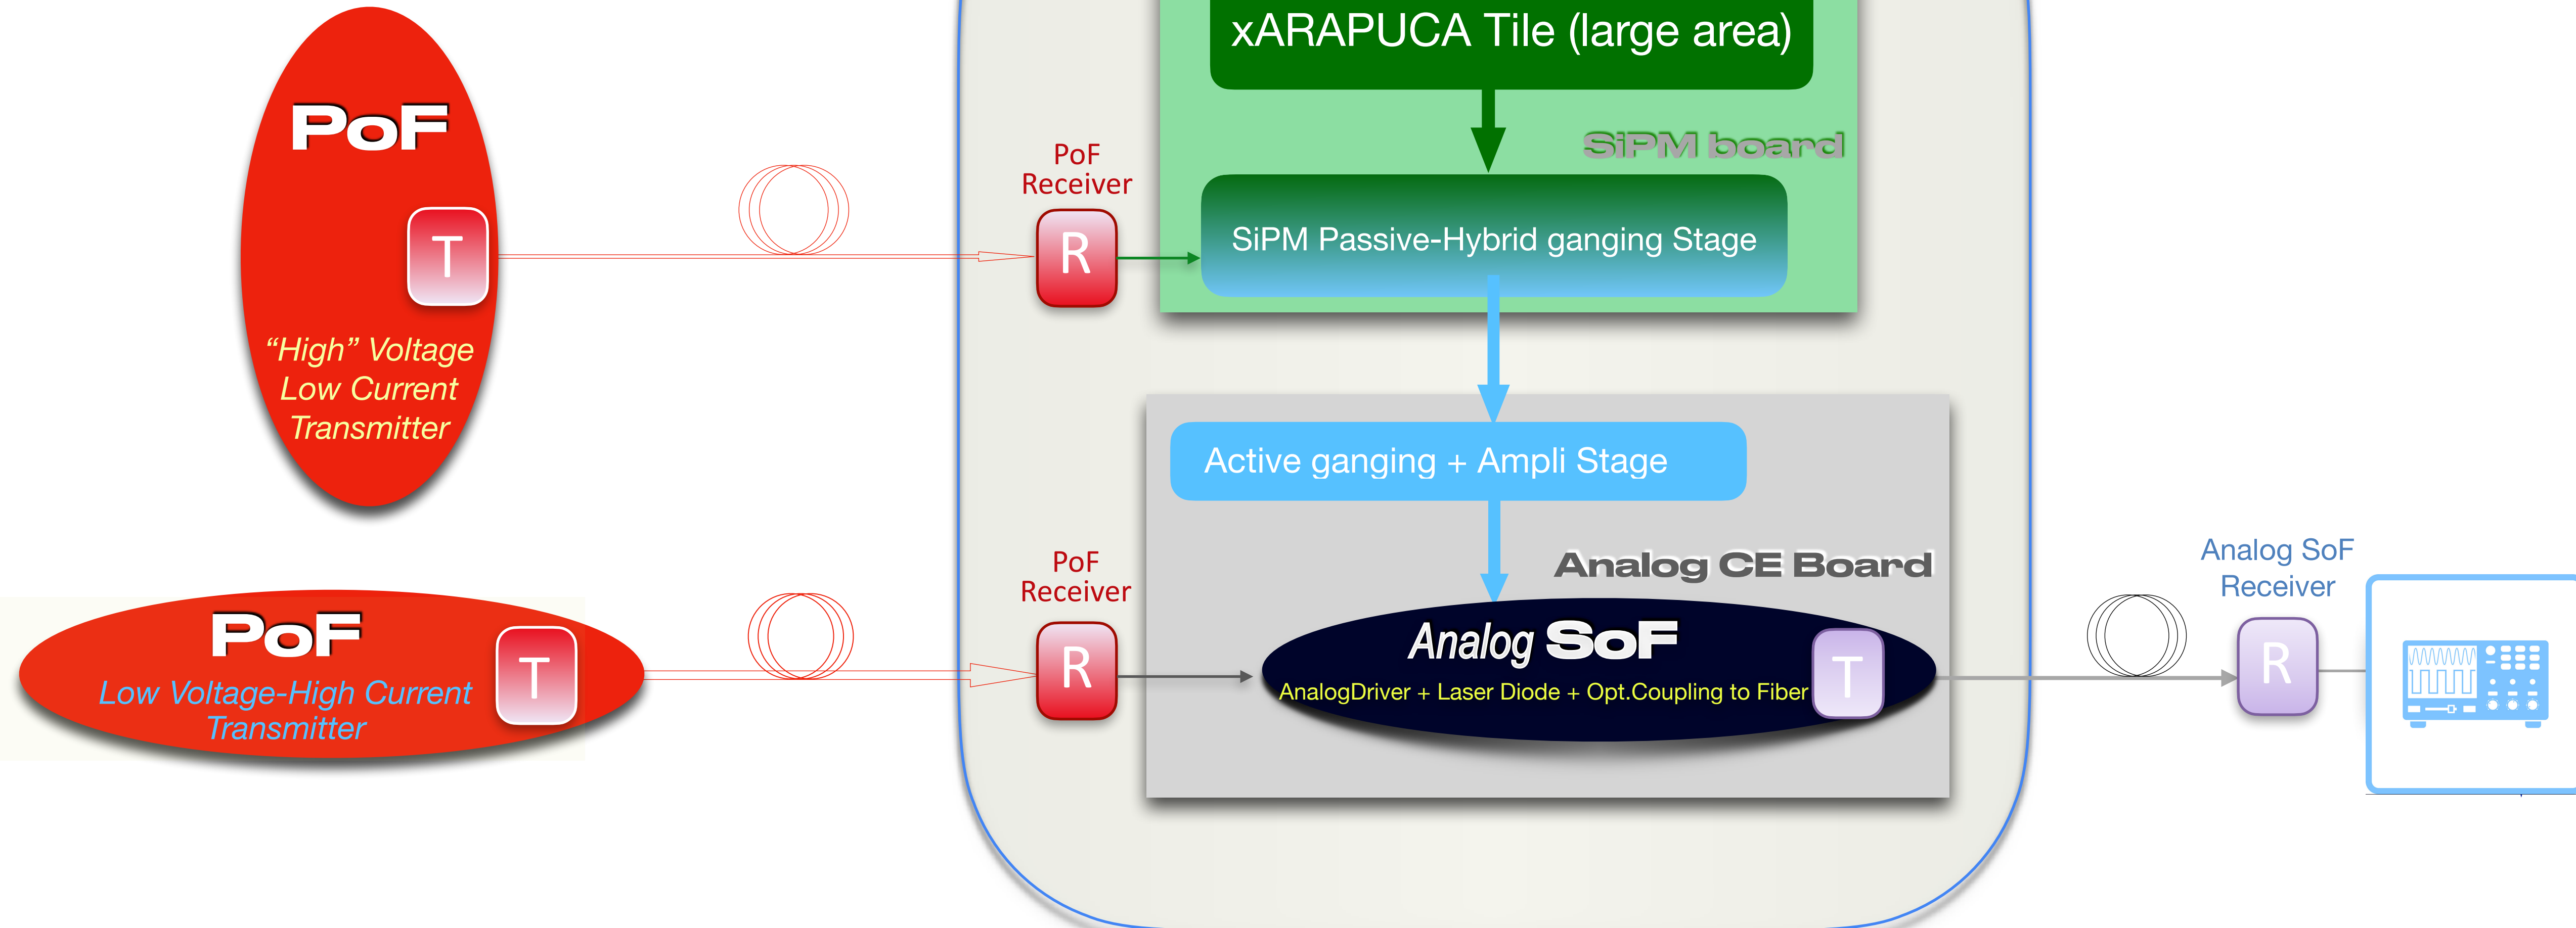 xARAPUCA Tile (large area)
PoF
SiPM board
PoF
Receiver
T
R
SiPM Passive-Hybrid ganging Stage
“High” Voltage
Low Current
Transmitter
Active ganging + Ampli Stage
PoF
Receiver
Analog CE Board
Analog SoF
Receiver
PoF
T
Low Voltage-High Current
Transmitter
R
Analog SoF
AnalogDriver + Laser Diode + Opt.Coupling to Fiber
T
R